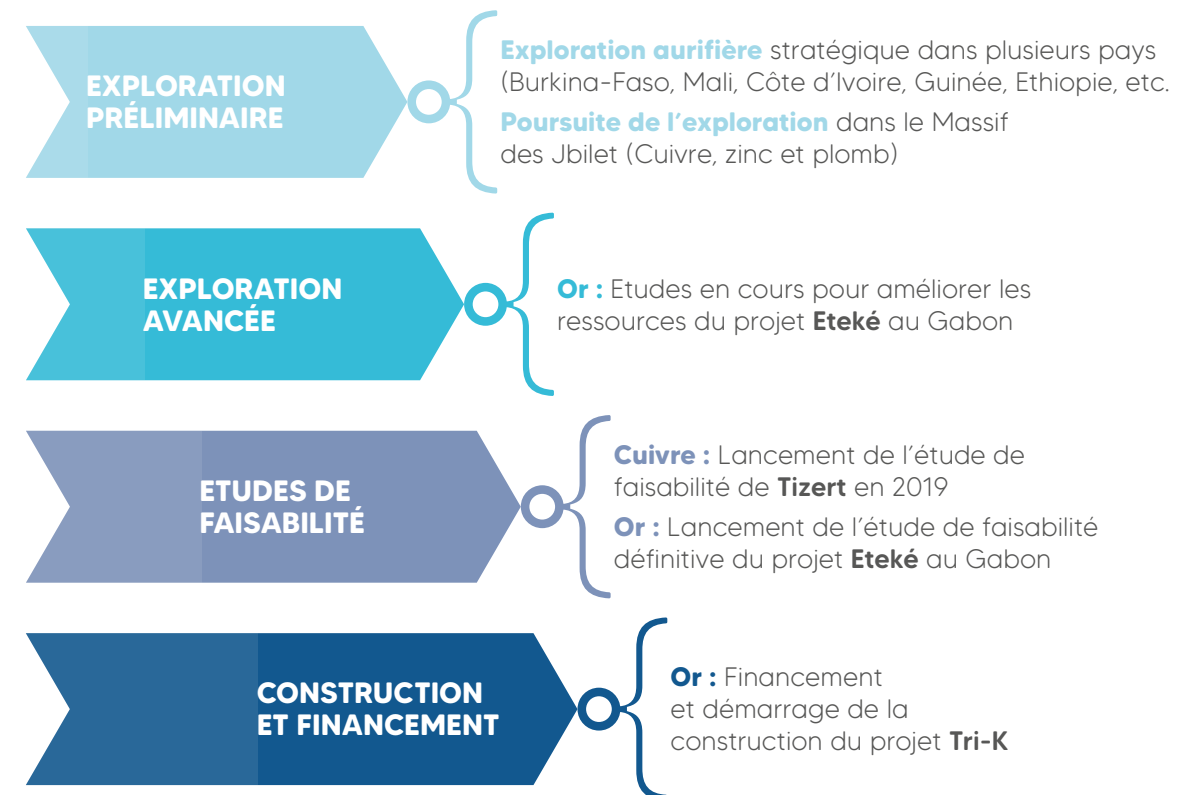 EXPLORATION
PRÉLIMINAIRE
Exploration aurifière stratégique dans plusieurs pays
(Burkina-Faso, Mali, Côte d’Ivoire, Guinée, Ethiopie, etc.
Poursuite de l’exploration dans le Massif
des Jbilet (Cuivre, zinc et plomb)
EXPLORATION
AVANCÉE
Or : Etudes en cours pour améliorer les
ressources du projet Eteké au Gabon
ETUDES DE
FAISABILITÉ
Cuivre : Lancement de l’étude de
faisabilité de Tizert en 2019
Or : Lancement de l’étude de faisabilité
définitive du projet Eteké au Gabon
CONSTRUCTION
ET FINANCEMENT
Or : Financement
et démarrage de la
construction du projet Tri-K